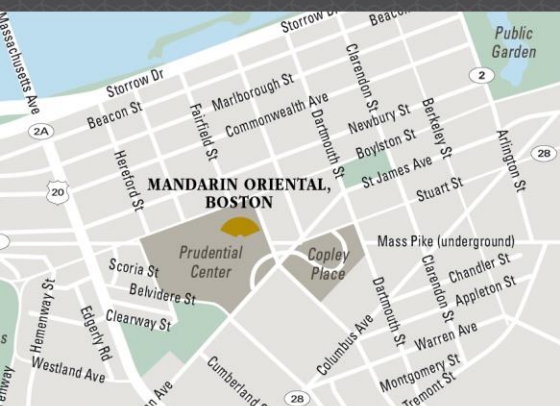 Massachusetts Ave
Storrow Dr
Beac
Public
Garden
Storrow Dr
Beacon St
Marlborough St
Clarendon St
2
Fairfield St
Commonwealth Ave
Newbury St
Berkeley St
2A
Dartmouth St
Boylston St
Arlington St
28
Hereford St
St James Ave
Stuart St
20
MANDARIN ORIENTAL,
BOSTON
Prudential
Center
Copley
Place
Mass Pike (underground)
Scoria St
Belvidere St
Clearway St
Chandler St
Appleton St
Clarendon St
Dartmouth St
Hemenway St
Edgerly Rd
Columbus Ave
Warren Ave
Westland Ave
Montgomery St
Tremont St
Cumberland S
28
n Ave
s
enway